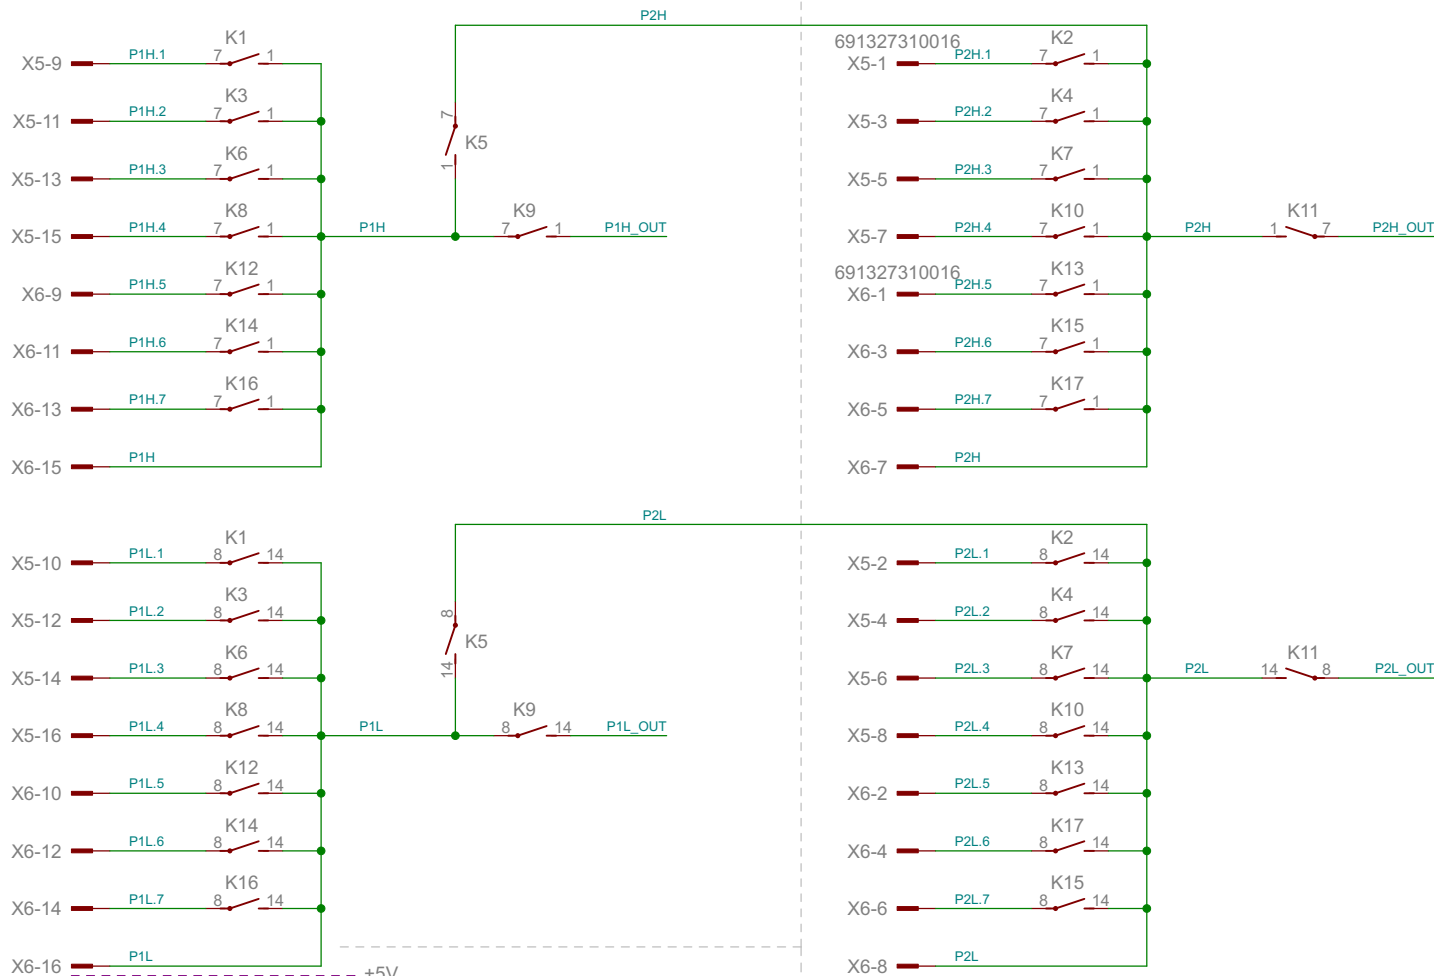 P2H
X5-9 P1H.1 7 K1 1
X5-11 P1H.2 7 K3 1
X5-13 P1H.3 7 K6 1
X5-15 P1H.4 7 K8 1
X6-9 P1H.5 7 K12 1
X6-11 P1H.6 7 K14 1
X6-13 P1H.7 7 K16 1
X6-15 P1H
7 K5 1
P1H 7 K9 1 P1H_OUT
691327310016
X5-1 P2H.1 7 K2 1
X5-3 P2H.2 7 K4 1
X5-5 P2H.3 7 K7 1
X5-7 P2H.4 7 K10 1
691327310016
X6-1 P2H.5 7 K13 1
X6-3 P2H.6 7 K15 1
X6-5 P2H.7 7 K17 1
X6-7 P2H
P2H 1 K11 7 P2H_OUT
P2L
X5-10 P1L.1 8 K1 14
X5-12 P1L.2 8 K3 14
X5-14 P1L.3 8 K6 14
X5-16 P1L.4 8 K8 14
X6-10 P1L.5 8 K12 14
X6-12 P1L.6 8 K14 14
X6-14 P1L.7 8 K16 14
X6-16 P1L
+5V
8 K5 14
P1L 8 K9 14 P1L_OUT
X5-2 P2L.1 8 K2 14
X5-4 P2L.2 8 K4 14
X5-6 P2L.3 8 K7 14
X5-8 P2L.4 8 K10 14
X6-2 P2L.5 8 K13 14
X6-4 P2L.6 8 K17 14
X6-6 P2L.7 8 K15 14
X6-8 P2L
P2L 14 K11 8 P2L_OUT